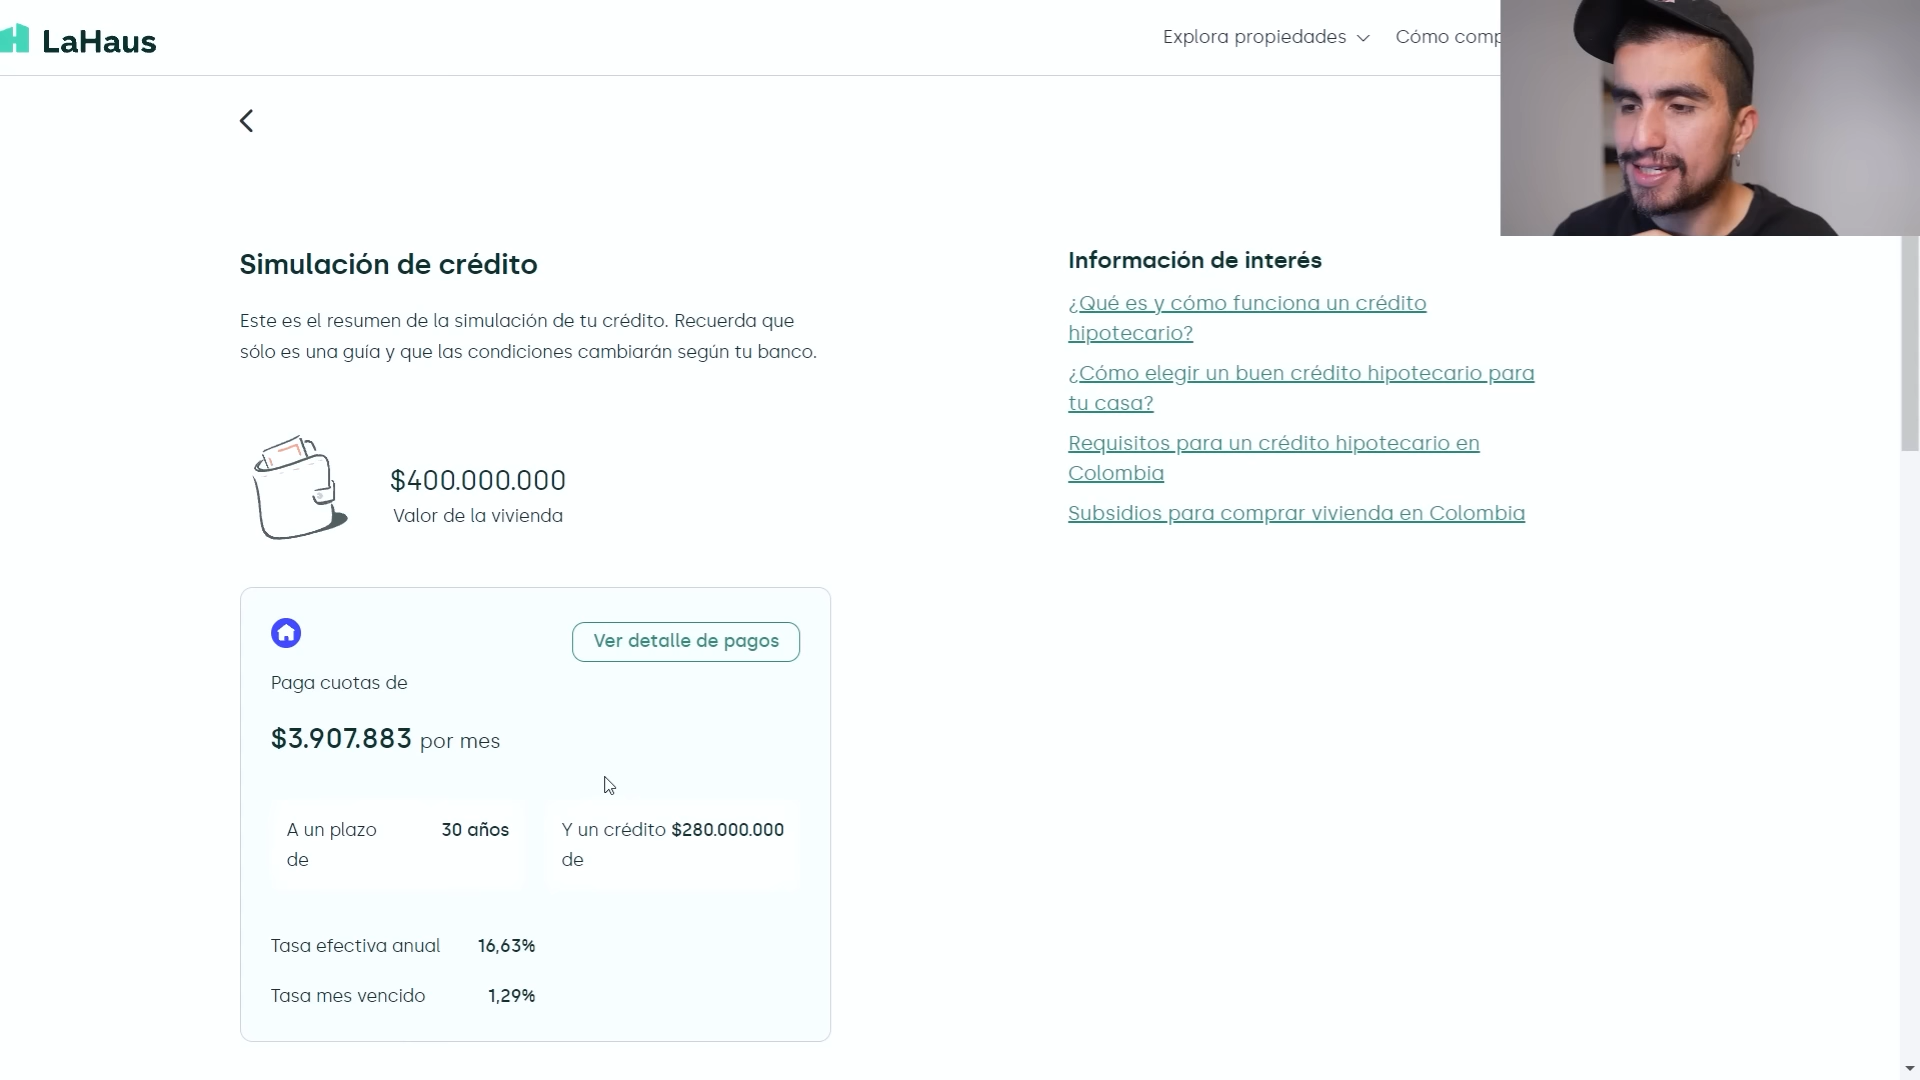 LaHaus
Explora propiedades
Cómo comp
Simulación de crédito
Este es el resumen de la simulación de tu crédito. Recuerda que
sólo es una guía y que las condiciones cambiarán según tu banco.
$400.000.000
Valor de la vivienda
Ver detalle de pagos
Paga cuotas de
$3.907.883 por mes
A un plazo 30 años
de
Y un crédito $280.000.000
de
Tasa efectiva anual 16,63%
Tasa mes vencido 1,29%
Información de interés
¿Qué es y cómo funciona un crédito
hipotecario?
¿Cómo elegir un buen crédito hipotecario para
tu casa?
Requisitos para un crédito hipotecario en
Colombia
Subsidios para comprar vivienda en Colombia